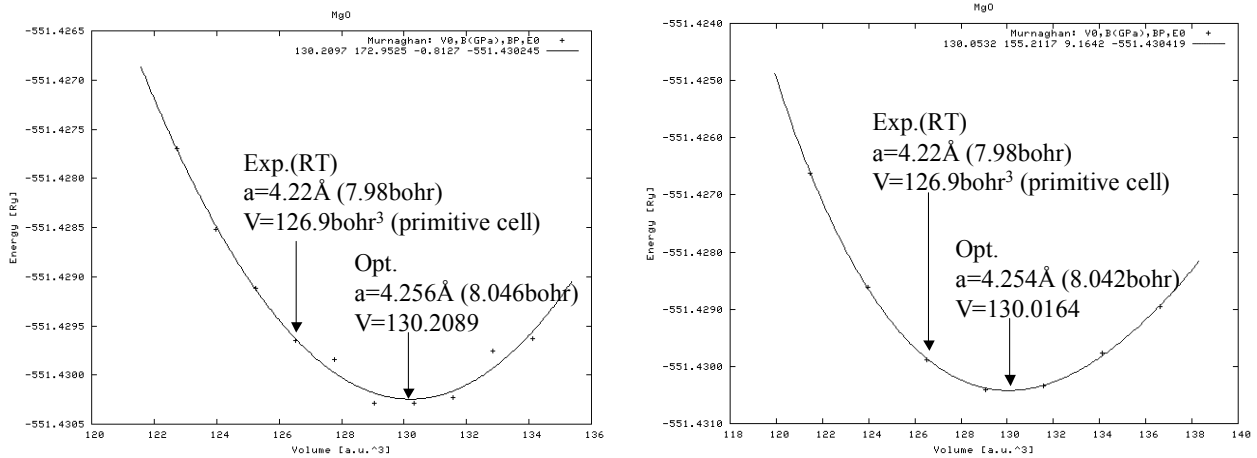 MgO
Murnaghan: V0,B(GPa),BP,E0
130.2097 172.9525 -0.8127 -551.430245
-551.4265
-551.4270
-551.4275
-551.4280
-551.4285
-551.4290
-551.4295
-551.4300
-551.4305
Energy [Ry]
Exp.(RT)
a=4.22Å (7.98bohr)
V=126.9bohr³ (primitive cell)
Opt.
a=4.256Å (8.046bohr)
V=130.2089
120 122 124 126 128 130 132 134 136
Volume [a.u.^3]
MgO
Murnaghan: V0,B(GPa),BP,E0
130.0532 155.2117 9.1642 -551.430419
-551.4240
-551.4250
-551.4260
-551.4270
-551.4280
-551.4290
-551.4300
-551.4310
Energy [Ry]
Exp.(RT)
a=4.22Å (7.98bohr)
V=126.9bohr³ (primitive cell)
Opt.
a=4.254Å (8.042bohr)
V=130.0164
118 120 122 124 126 128 130 132 134 136 138 140
Volume [a.u.^3]